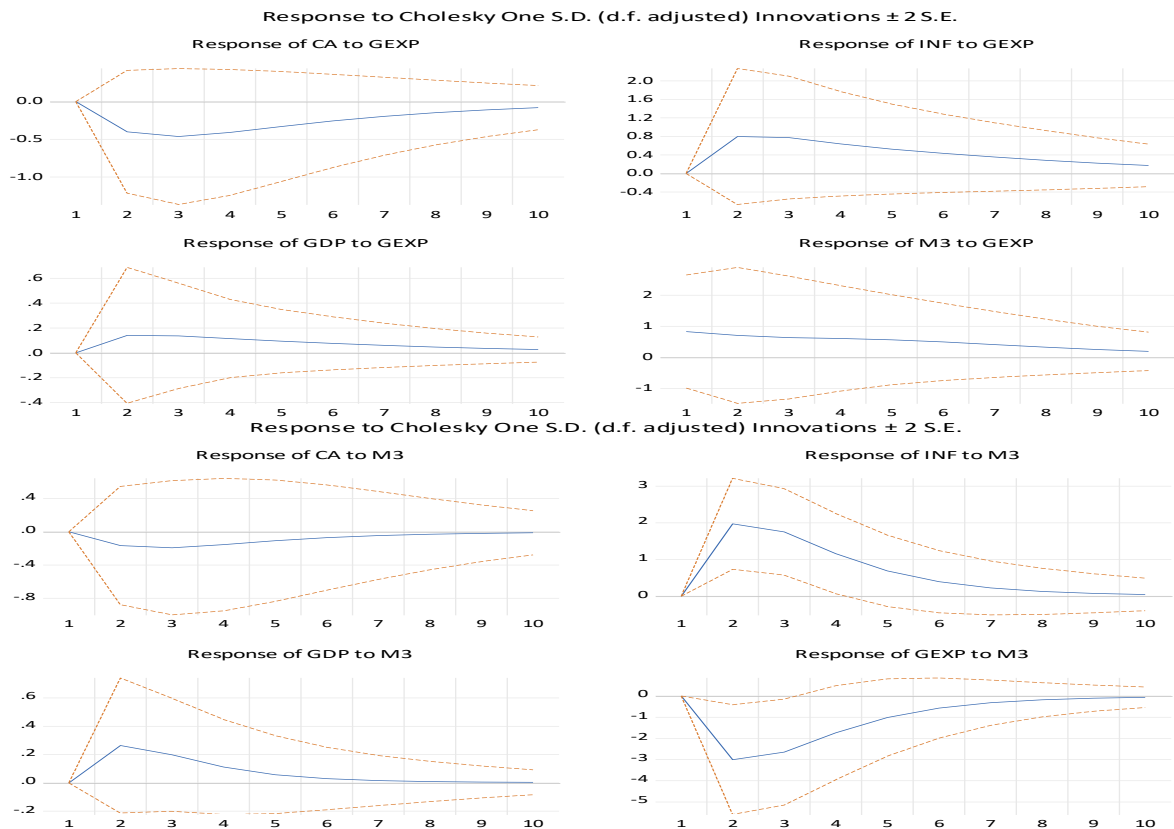 Response to Cholesky One S.D. (d.f. adjusted) Innovations ± 2 S.E.
Response of CA to GEXP
0.0
-0.5
-1.0
1 2 3 4 5 6 7 8 9 10
Response of INF to GEXP
2.0
1.6
1.2
0.8
0.4
0.0
-0.4
1 2 3 4 5 6 7 8 9 10
Response of GDP to GEXP
.6
.4
.2
.0
-.2
-.4
1 2 3 4 5 6 7 8 9 10
Response of M3 to GEXP
2
1
0
-1
1 2 3 4 5 6 7 8 9 10
Response to Cholesky One S.D. (d.f. adjusted) Innovations ± 2 S.E.
Response of CA to M3
.4
.0
-.4
-.8
1 2 3 4 5 6 7 8 9 10
Response of INF to M3
3
2
1
0
1 2 3 4 5 6 7 8 9 10
Response of GDP to M3
.6
.4
.2
.0
-.2
1 2 3 4 5 6 7 8 9 10
Response of GEXP to M3
0
-1
-2
-3
-4
-5
1 2 3 4 5 6 7 8 9 10